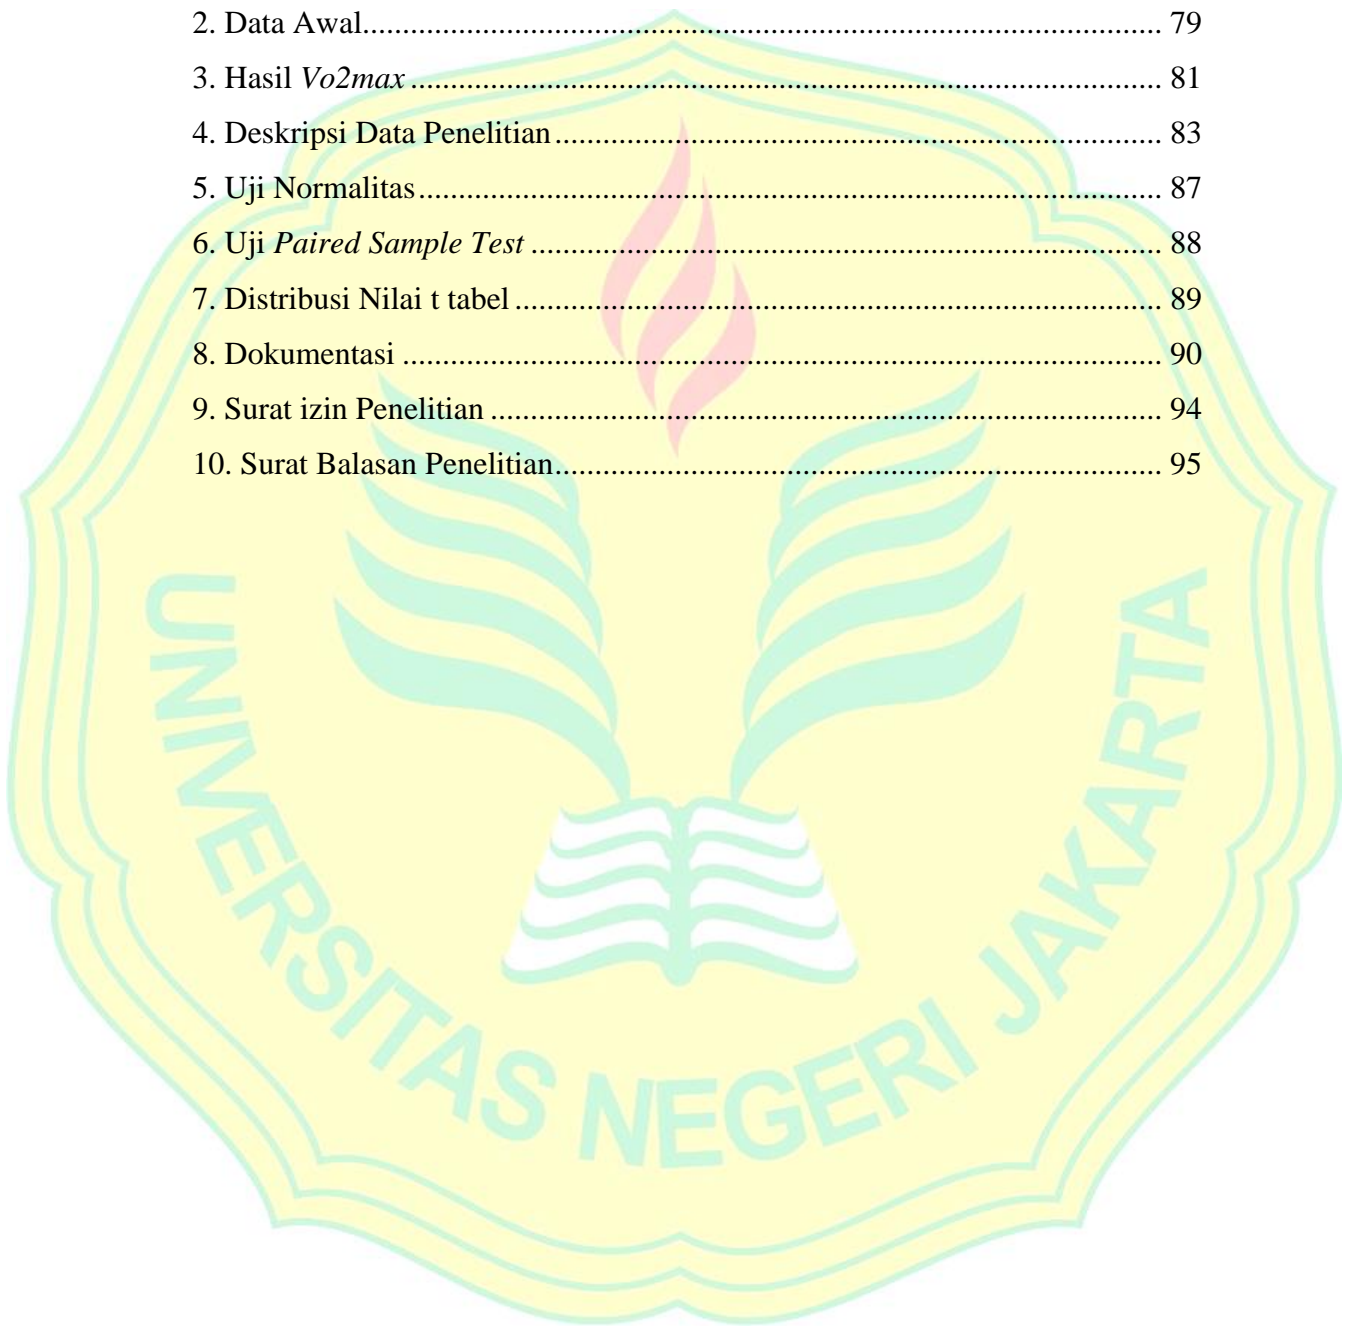 2. Data Awal.................................................................................................... 79
3. Hasil Vo2max .............................................................................................. 81
4. Deskripsi Data Penelitian ............................................................................ 83
5. Uji Normalitas ............................................................................................. 87
6. Uji Paired Sample Test ............................................................................... 88
7. Distribusi Nilai t tabel ................................................................................. 89
8. Dokumentasi ............................................................................................... 90
9. Surat izin Penelitian .................................................................................... 94
10. Surat Balasan Penelitian............................................................................ 95
UNIVERSITAS NEGERI JAKARTA